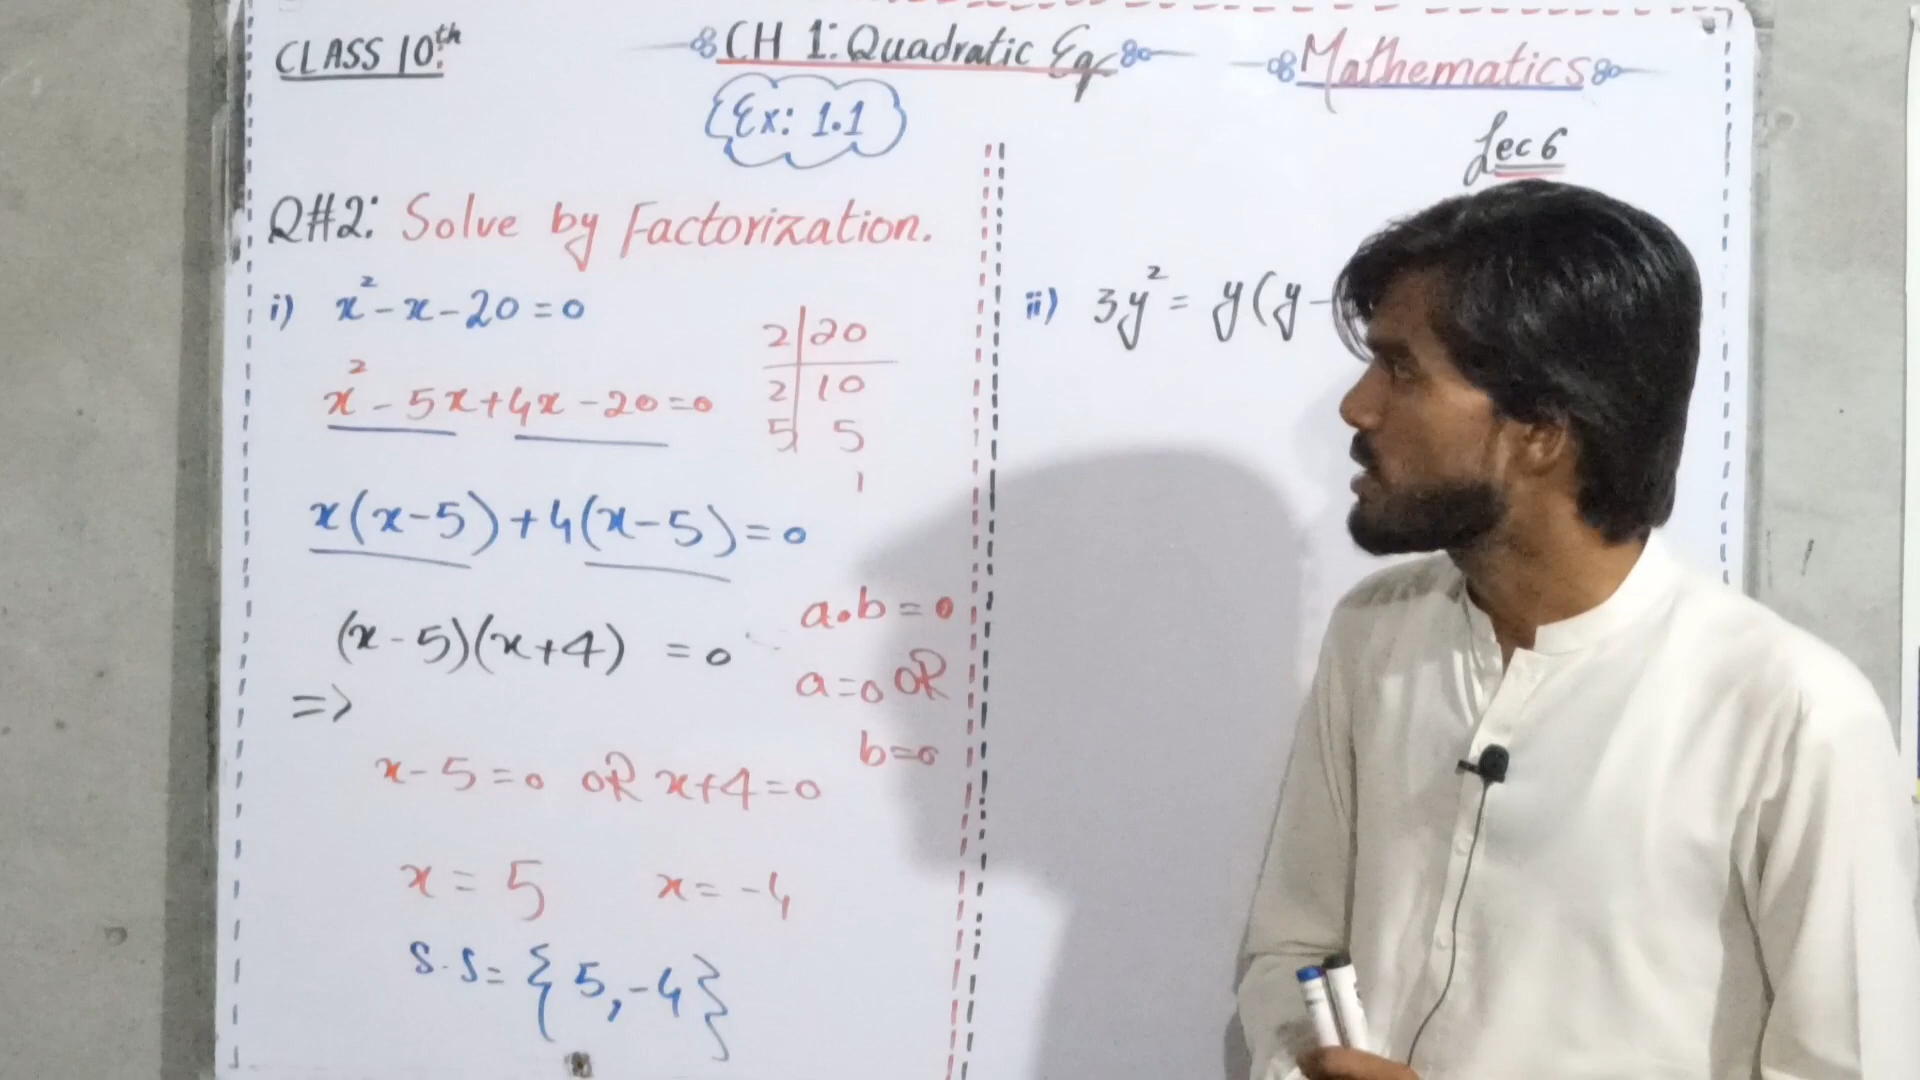 CLASS 10th.
CH 1: Quadratic Eq
Mathematics
Ex: 1.1
Lec 6
Q#2: Solve by Factorization.
i) x² - x - 20 = 0
x² - 5x + 4x - 20 = 0
x(x-5) + 4(x-5) = 0
(x-5)(x+4) = 0
=>
x - 5 = 0 OR x + 4 = 0
x = 5 x = -4
S.S = {5, -4}
2 | 20
2 | 10
5 | 5
1
a.b = 0
a = 0 OR
b = 0
ii) 3y² = y(y -